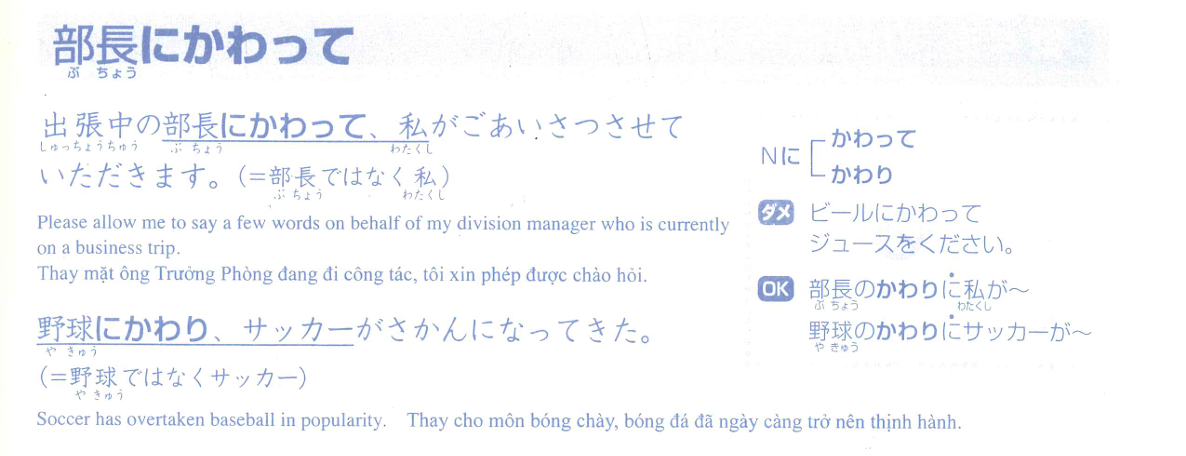 部長にかわって
ぶ ちょう
出張中の部長にかわって、私がごあいさつさせて
しゅっちょうちゅう ぶ ちょう わたくし
いただきます。(=部長ではなく私)
ぶ ちょう わたくし
Please allow me to say a few words on behalf of my division manager who is currently
on a business trip.
Thay mặt ông Trưởng Phòng đang đi công tác, tôi xin phép được chào hỏi.
野球にかわり、サッカーがさかんになってきた。
や きゅう
(=野球ではなくサッカー)
や きゅう
Soccer has overtaken baseball in popularity. Thay cho môn bóng chày, bóng đá đã ngày càng trở nên thịnh hành.
Nに かわって
かわり
ダメ ビールにかわって
ジュースをください。
OK 部長のかわりに私が～
ぶ ちょう わたくし
野球のかわりにサッカーが～
や きゅう